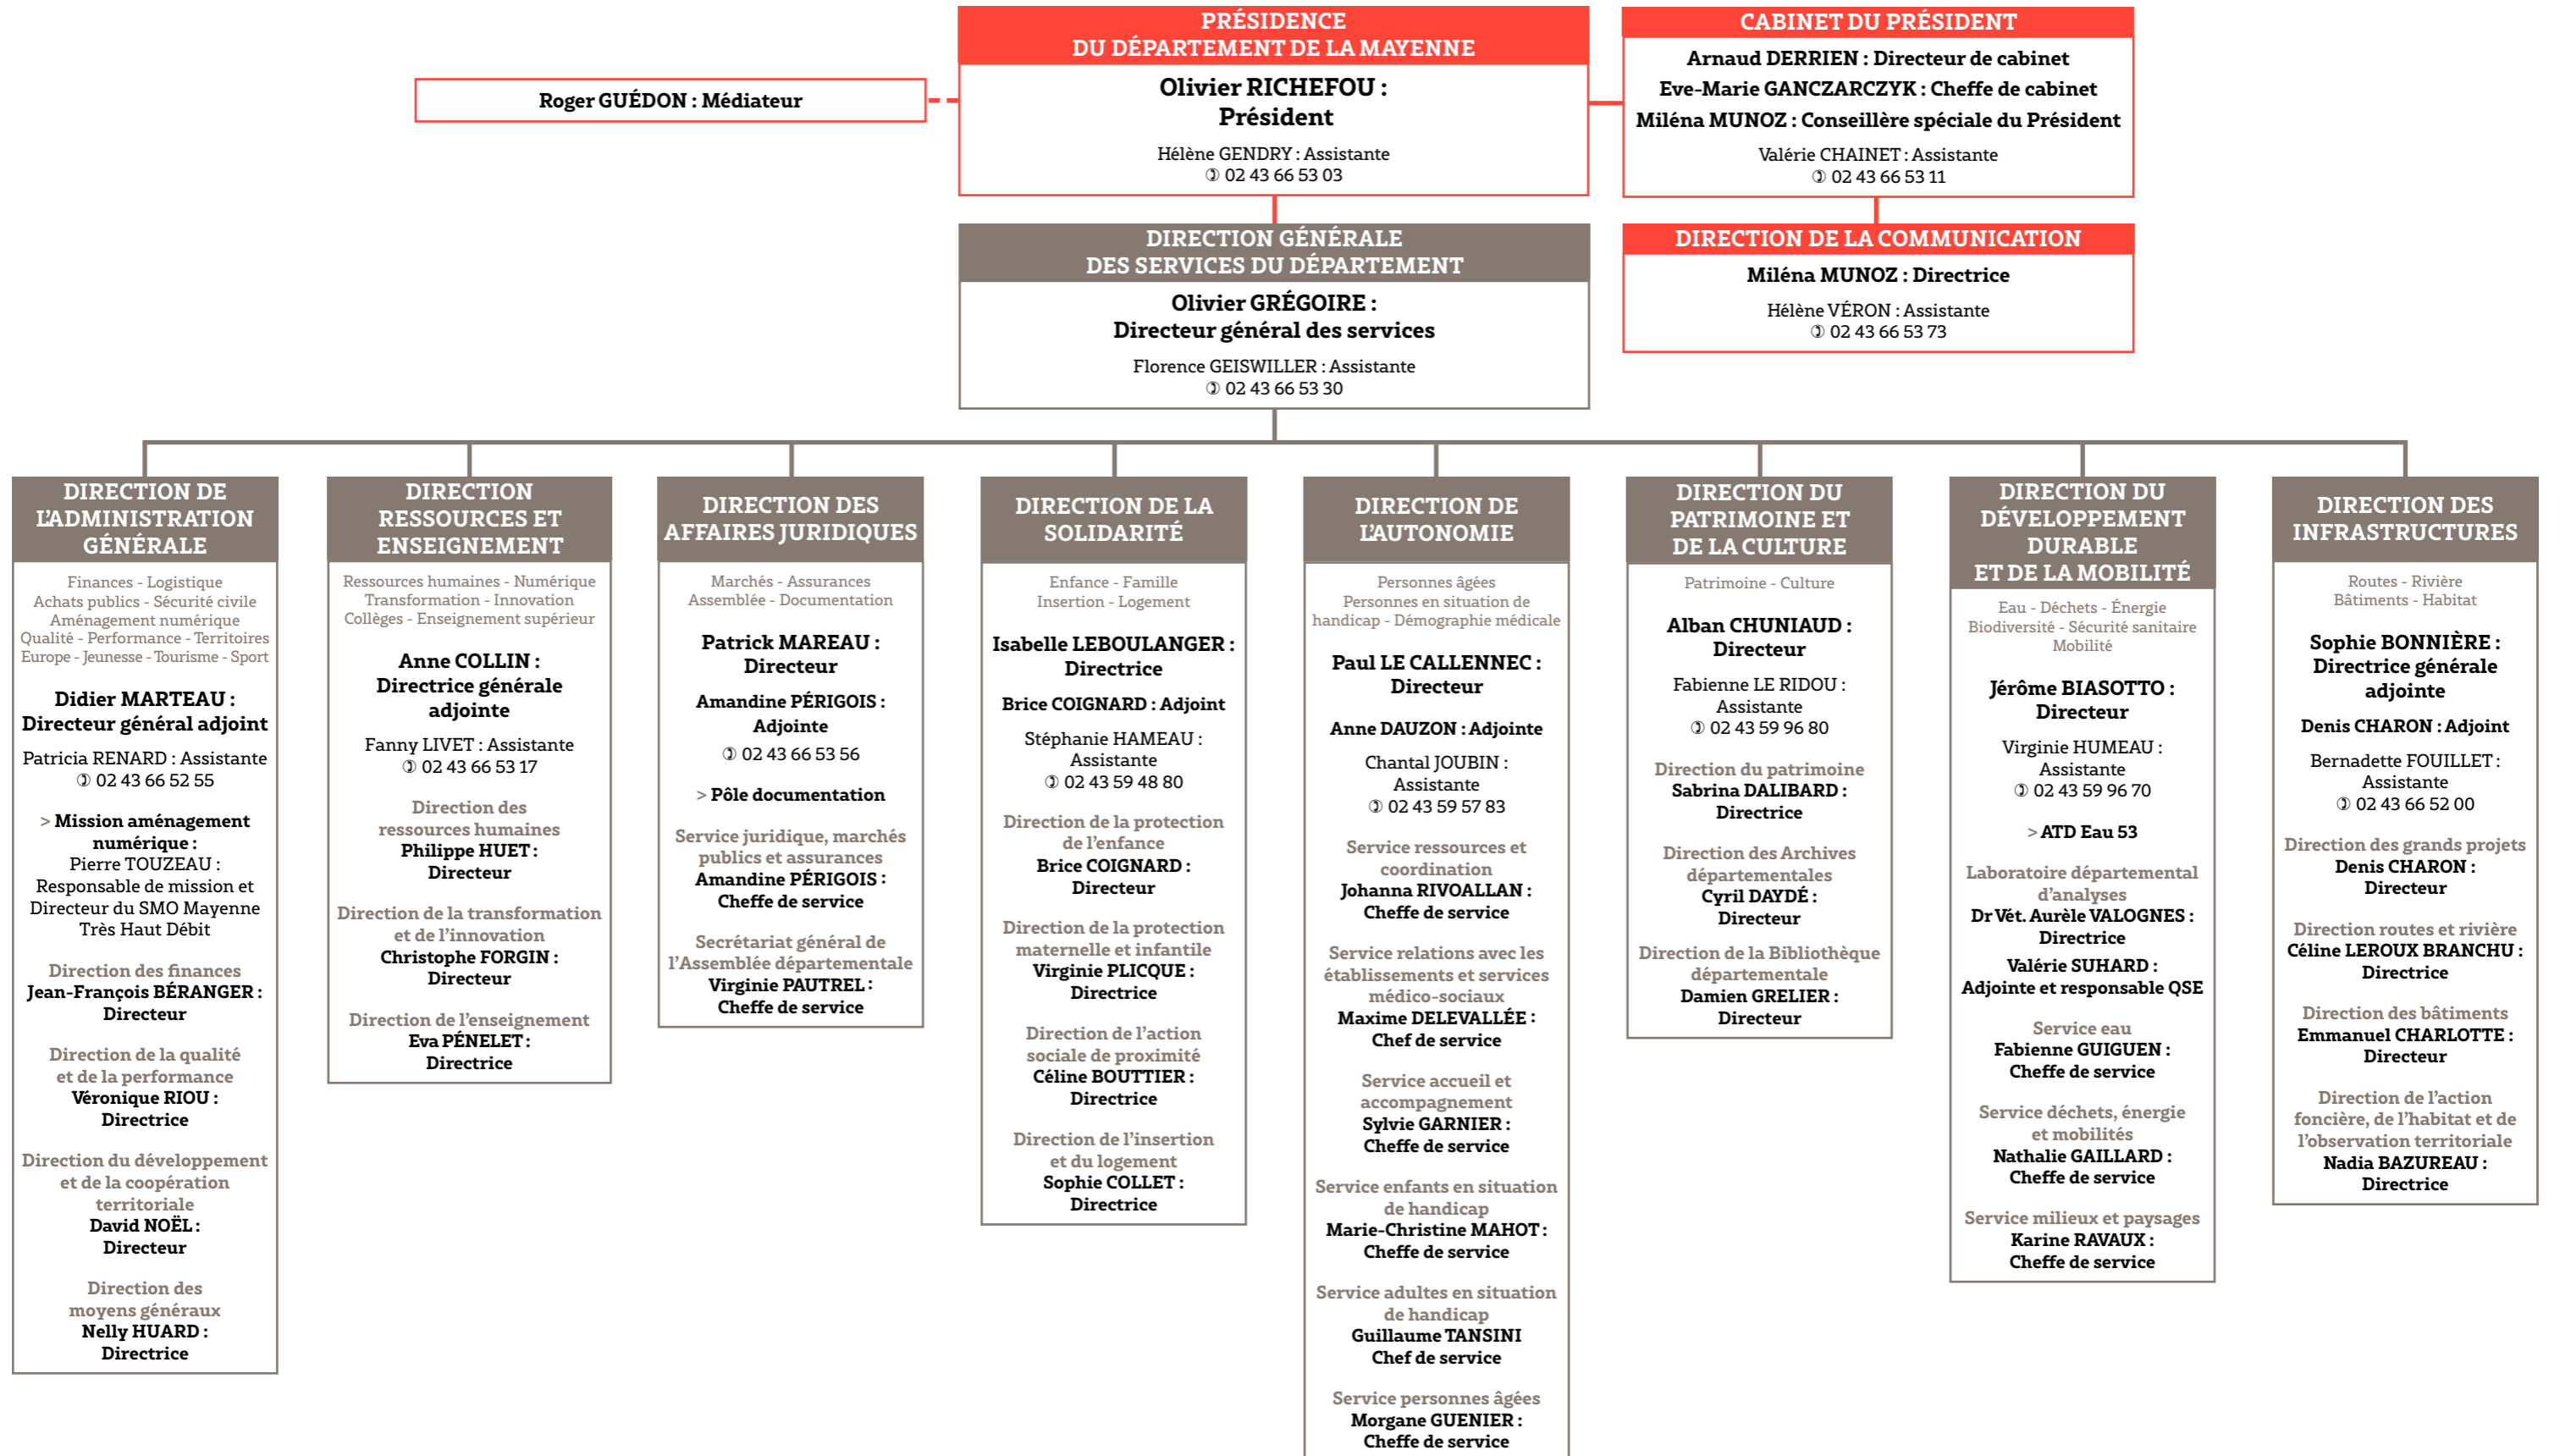 PRÉSIDENCE
DU DÉPARTEMENT DE LA MAYENNE
Olivier RICHEFOU :
Président
Hélène GENDRY : Assistante
✆ 02 43 66 53 03
Roger GUÉDON : Médiateur
CABINET DU PRÉSIDENT
Arnaud DERRIEN : Directeur de cabinet
Eve-Marie GANCZARCZYK : Cheffe de cabinet
Miléna MUNOZ : Conseillère spéciale du Président
Valérie CHAINET : Assistante
✆ 02 43 66 53 11
DIRECTION GÉNÉRALE
DES SERVICES DU DÉPARTEMENT
Olivier GRÉGOIRE :
Directeur général des services
Florence GEISWILLER : Assistante
✆ 02 43 66 53 30
DIRECTION DE LA COMMUNICATION
Miléna MUNOZ : Directrice
Hélène VÉRON : Assistante
✆ 02 43 66 53 73
DIRECTION DE
L'ADMINISTRATION
GÉNÉRALE
Finances - Logistique
Achats publics - Sécurité civile
Aménagement numérique
Qualité - Performance - Territoires
Europe - Jeunesse - Tourisme - Sport
Didier MARTEAU :
Directeur général adjoint
Patricia RENARD : Assistante
✆ 02 43 66 52 55
> Mission aménagement
numérique :
Pierre TOUZEAU :
Responsable de mission et
Directeur du SMO Mayenne
Très Haut Débit
Direction des finances
Jean-François BÉRANGER :
Directeur
Direction de la qualité
et de la performance
Véronique RIOU :
Directrice
Direction du développement
et de la coopération
territoriale
David NOËL :
Directeur
Direction des
moyens généraux
Nelly HUARD :
Directrice
DIRECTION
RESSOURCES ET
ENSEIGNEMENT
Ressources humaines - Numérique
Transformation - Innovation
Collèges - Enseignement supérieur
Anne COLLIN :
Directrice générale
adjointe
Fanny LIVET : Assistante
✆ 02 43 66 53 17
Direction des
ressources humaines
Philippe HUET :
Directeur
Direction de la transformation
et de l'innovation
Christophe FORGIN :
Directeur
Direction de l'enseignement
Eva PÉNELET :
Directrice
DIRECTION DES
AFFAIRES JURIDIQUES
Marchés - Assurances
Assemblée - Documentation
Patrick MAREAU :
Directeur
Amandine PÉRIGOIS :
Adjointe
✆ 02 43 66 53 56
> Pôle documentation
Service juridique, marchés
publics et assurances
Amandine PÉRIGOIS :
Cheffe de service
Secrétariat général de
l'Assemblée départementale
Virginie PAUTREL :
Cheffe de service
DIRECTION DE LA
SOLIDARITÉ
Enfance - Famille
Insertion - Logement
Isabelle LEBOULANGER :
Directrice
Brice COIGNARD : Adjoint
Stéphanie HAMEAU :
Assistante
✆ 02 43 59 48 80
Direction de la protection
de l'enfance
Brice COIGNARD :
Directeur
Direction de la protection
maternelle et infantile
Virginie PLICQUE :
Directrice
Direction de l'action
sociale de proximité
Céline BOUTTIER :
Directrice
Direction de l'insertion
et du logement
Sophie COLLET :
Directrice
DIRECTION DE
L'AUTONOMIE
Personnes âgées
Personnes en situation de
handicap - Démographie médicale
Paul LE CALLENNEC :
Directeur
Anne DAUZON : Adjointe
Chantal JOUBIN :
Assistante
✆ 02 43 59 57 83
Service ressources et
coordination
Johanna RIVOALLAN :
Cheffe de service
Service relations avec les
établissements et services
médico-sociaux
Maxime DELEVALLÉE :
Chef de service
Service accueil et
accompagnement
Sylvie GARNIER :
Cheffe de service
Service enfants en situation
de handicap
Marie-Christine MAHOT :
Cheffe de service
Service adultes en situation
de handicap
Guillaume TANSINI
Chef de service
Service personnes âgées
Morgane GUENIER :
Cheffe de service
DIRECTION DU
PATRIMOINE ET
DE LA CULTURE
Patrimoine - Culture
Alban CHUNIAUD :
Directeur
Fabienne LE RIDOU :
Assistante
✆ 02 43 59 96 80
Direction du patrimoine
Sabrina DALIBARD :
Directrice
Direction des Archives
départementales
Cyril DAYDÉ :
Directeur
Direction de la Bibliothèque
départementale
Damien GRELIER :
Directeur
DIRECTION DU
DÉVELOPPEMENT
DURABLE
ET DE LA MOBILITÉ
Eau - Déchets - Énergie
Biodiversité - Sécurité sanitaire
Mobilité
Jérôme BIASOTTO :
Directeur
Virginie HUMEAU :
Assistante
✆ 02 43 59 96 70
> ATD Eau 53
Laboratoire départemental
d'analyses
Dr Vét. Aurèle VALOGNES :
Directrice
Valérie SUHARD :
Adjointe et responsable QSE
Service eau
Fabienne GUIGUEN :
Cheffe de service
Service déchets, énergie
et mobilités
Nathalie GAILLARD :
Cheffe de service
Service milieux et paysages
Karine RAVAUX :
Cheffe de service
DIRECTION DES
INFRASTRUCTURES
Routes - Rivière
Bâtiments - Habitat
Sophie BONNIÈRE :
Directrice générale
adjointe
Denis CHARON : Adjoint
Bernadette FOUILLET :
Assistante
✆ 02 43 66 52 00
Direction des grands projets
Denis CHARON :
Directeur
Direction routes et rivière
Céline LEROUX BRANCHU :
Directrice
Direction des bâtiments
Emmanuel CHARLOTTE :
Directeur
Direction de l'action
foncière, de l'habitat et de
l'observation territoriale
Nadia BAZUREAU :
Directrice